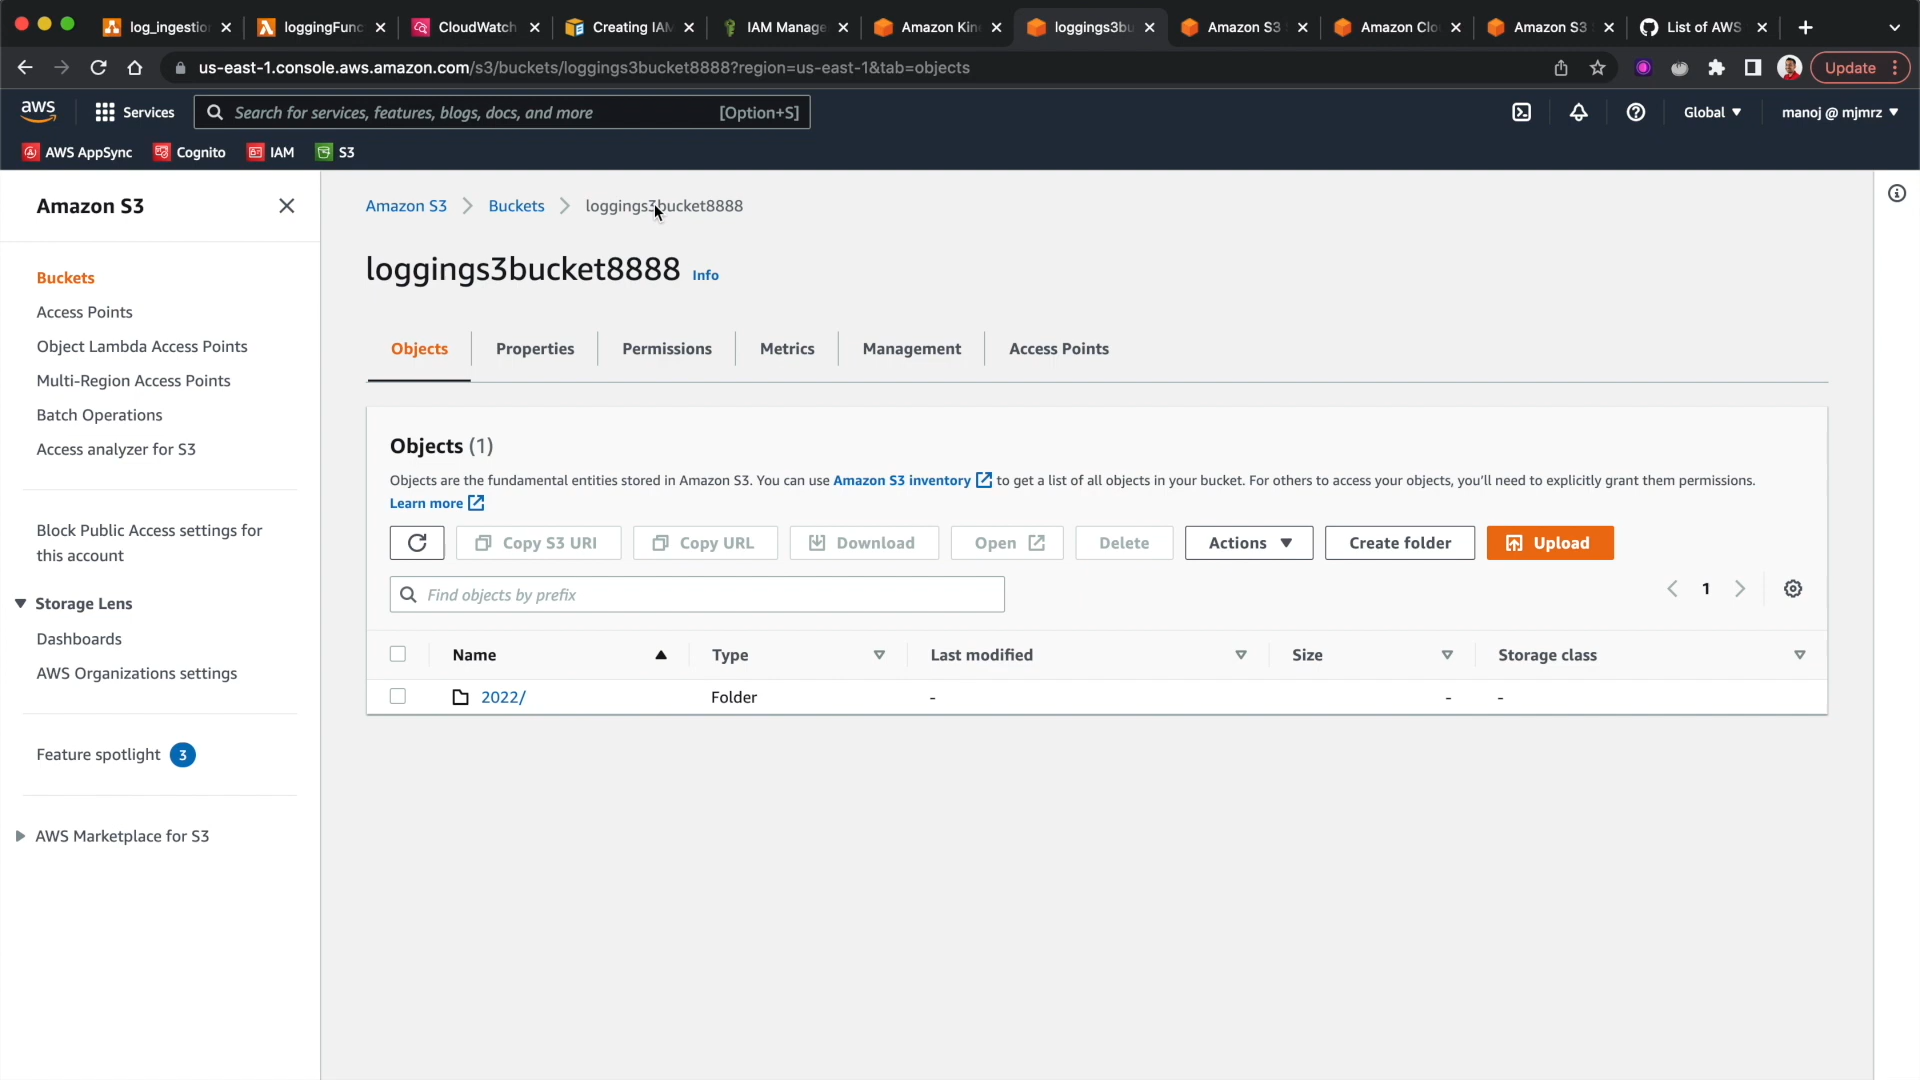 log_ingestion
loggingFunc
CloudWatch
Creating IAM
IAM Manage
Amazon Kin
loggings3bu
Amazon S3
Amazon Clo
Amazon S3
List of AWS
us-east-1.console.aws.amazon.com/s3/buckets/loggings3bucket8888?region=us-east-1&tab=objects
Update
aws
Services
Search for services, features, blogs, docs, and more
[Option+S]
Global
manoj @ mjmrz
AWS AppSync
Cognito
IAM
S3
Amazon S3
Buckets
Access Points
Object Lambda Access Points
Multi-Region Access Points
Batch Operations
Access analyzer for S3
Block Public Access settings for
this account
Storage Lens
Dashboards
AWS Organizations settings
Feature spotlight 3
AWS Marketplace for S3
Amazon S3 > Buckets > loggings3bucket8888
loggings3bucket8888 Info
Objects
Properties
Permissions
Metrics
Management
Access Points
Objects (1)
Objects are the fundamental entities stored in Amazon S3. You can use Amazon S3 inventory to get a list of all objects in your bucket. For others to access your objects, you'll need to explicitly grant them permissions.
Learn more
Copy S3 URI
Copy URL
Download
Open
Delete
Actions
Create folder
Upload
Find objects by prefix
1
Name
Type
Last modified
Size
Storage class
2022/
Folder
-
-
-